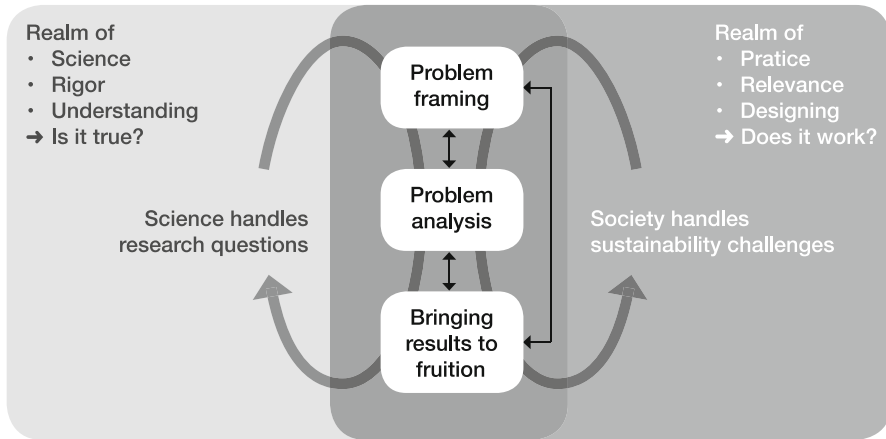 Realm of
• Science
• Rigor
• Understanding
➔ Is it true?
Science handles
research questions
Problem
framing
Problem
analysis
Bringing
results to
fruition
Realm of
• Pratice
• Relevance
• Designing
➔ Does it work?
Society handles
sustainability challenges